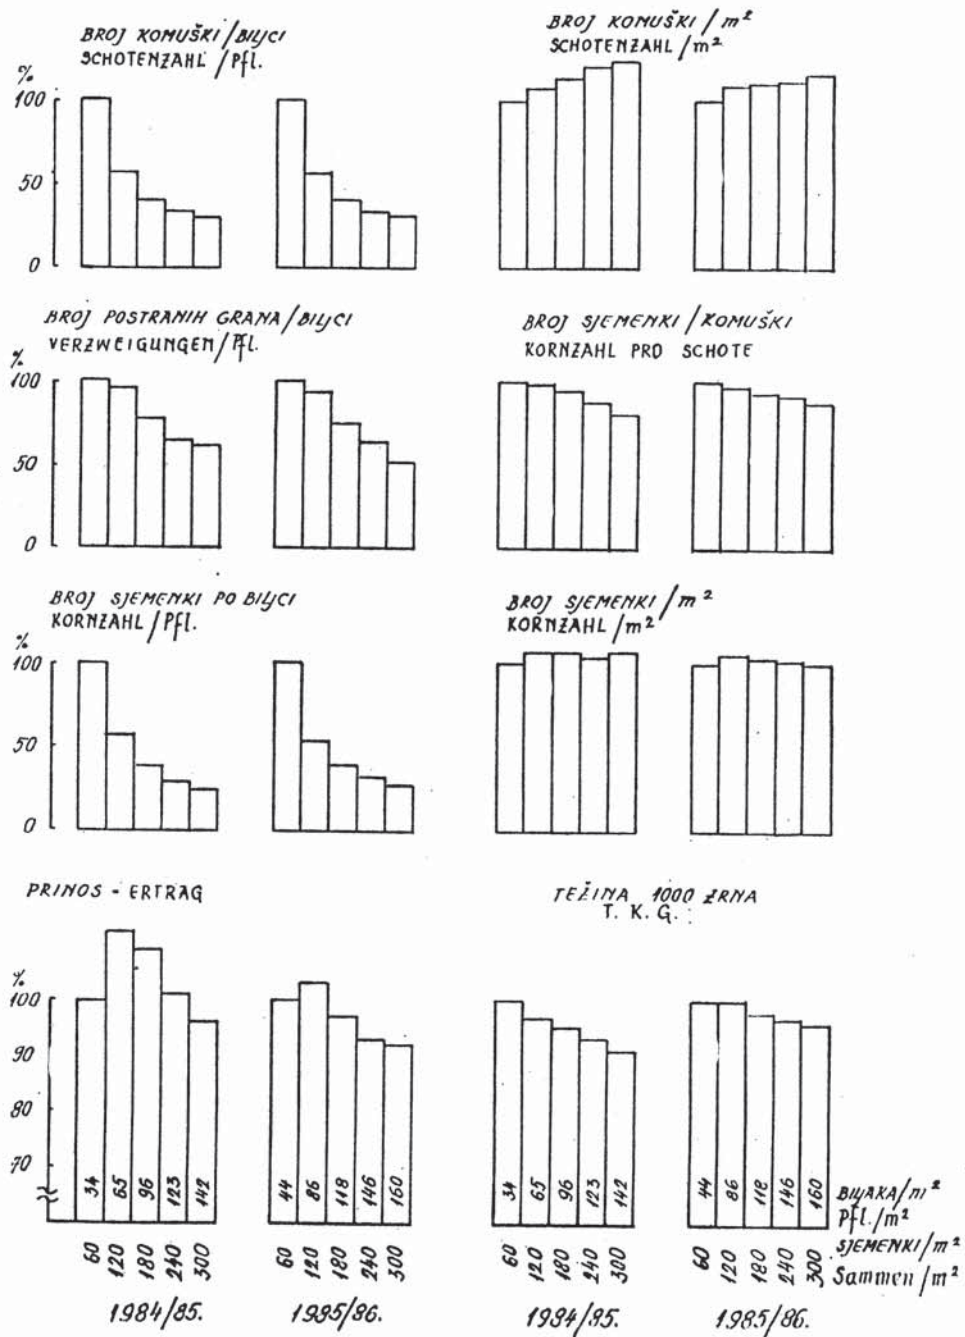 BROJ KOMUŠKI/BILJCI
SCHOTENZAHL/Pfl.
%
100
50
0
BROJ KOMUŠKI/m²
SCHOTENZAHL/m²
BROJ POSTRANIH GRANA/BILJCI
VERZWEIGUNGEN/Pfl.
%
100
50
0
BROJ SJEMENKI/KOMUŠKI
KORNZAHL PRO SCHOTE
BROJ SJEMENKI PO BILJCI
KORNZAHL/Pfl.
%
100
50
0
BROJ SJEMENKI/m²
KORNZAHL/m²
PRINOS - ERTRAG
%
100
90
80
70
TEŽINA 1000 ZRNA
T. K. G.
34 65 96 123 142
44 86 118 146 160
34 65 96 123 142
44 86 118 146 160
BILJAKA/m²
Pfl./m²
60 120 180 240 300
60 120 180 240 300
60 120 180 240 300
60 120 180 240 300
SJEMENKI/m²
Sammen/m²
1984/85.
1985/86.
1984/85.
1985/86.